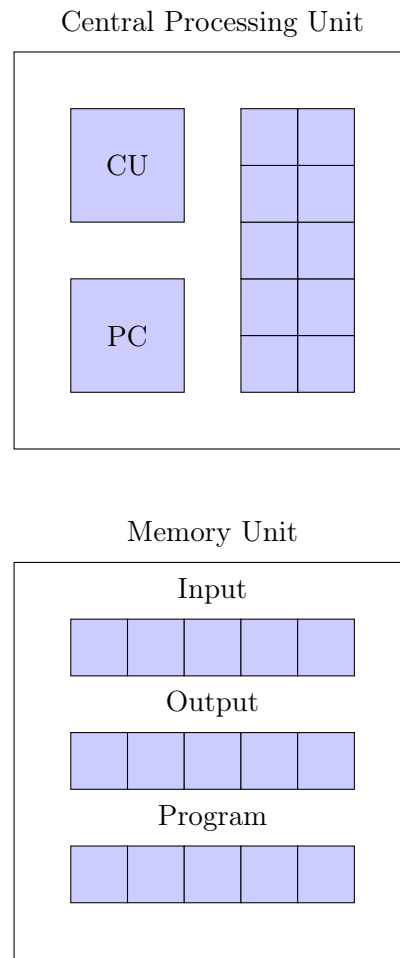 Central Processing Unit
CU
PC
Memory Unit
Input
Output
Program